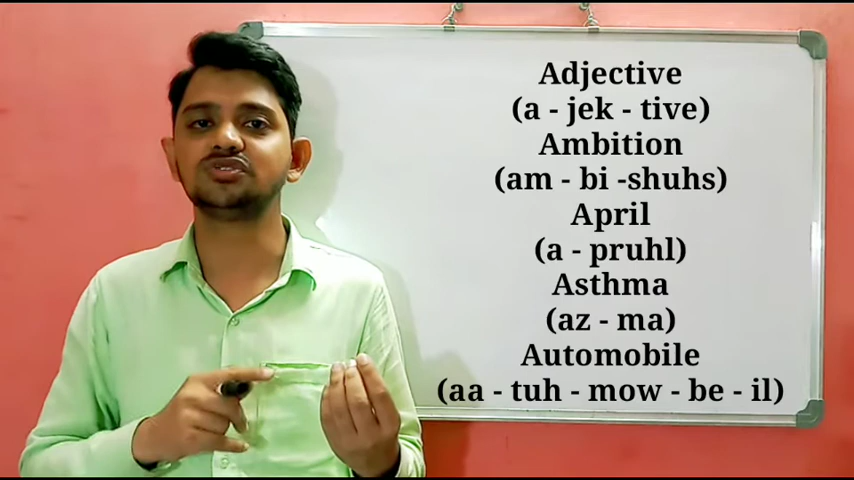 Adjective
(a - jek - tive)
Ambition
(am - bi -shuhs)
April
(a - pruhl)
Asthma
(az - ma)
Automobile
(aa - tuh - mow - be - il)